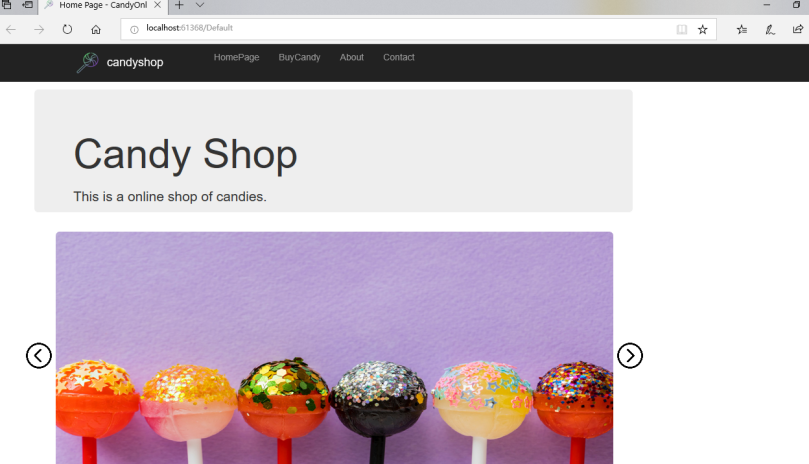 Home Page - CandyOnl
localhost:61368/Default
candyshop HomePage BuyCandy About Contact
Candy Shop
This is a online shop of candies.